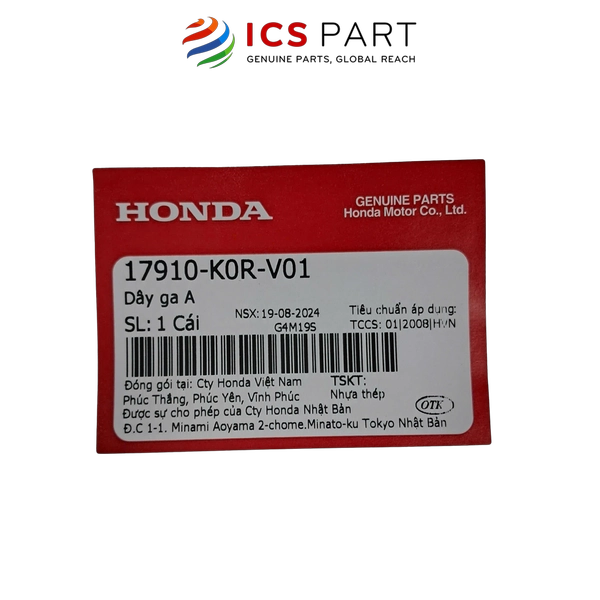 ICS PART
GENUINE PARTS, GLOBAL REACH
HONDA
GENUINE PARTS
Honda Motor Co., Ltd.
17910-K0R-V01
Dây ga A
SL: 1 Cái
NSX: 19-08-2024
G4M19S
Tiêu chuẩn áp dụng:
TCCS: 01|2008|HVN
Đóng gói tại: Cty Honda Việt Nam
Phúc Thắng, Phúc Yên, Vĩnh Phúc
TSKT:
Nhựa thép
Được sự cho phép của Cty Honda Nhật Bản
OTK
Đ.C 1-1. Minami Aoyama 2-chome.Minato-ku Tokyo Nhật Bản